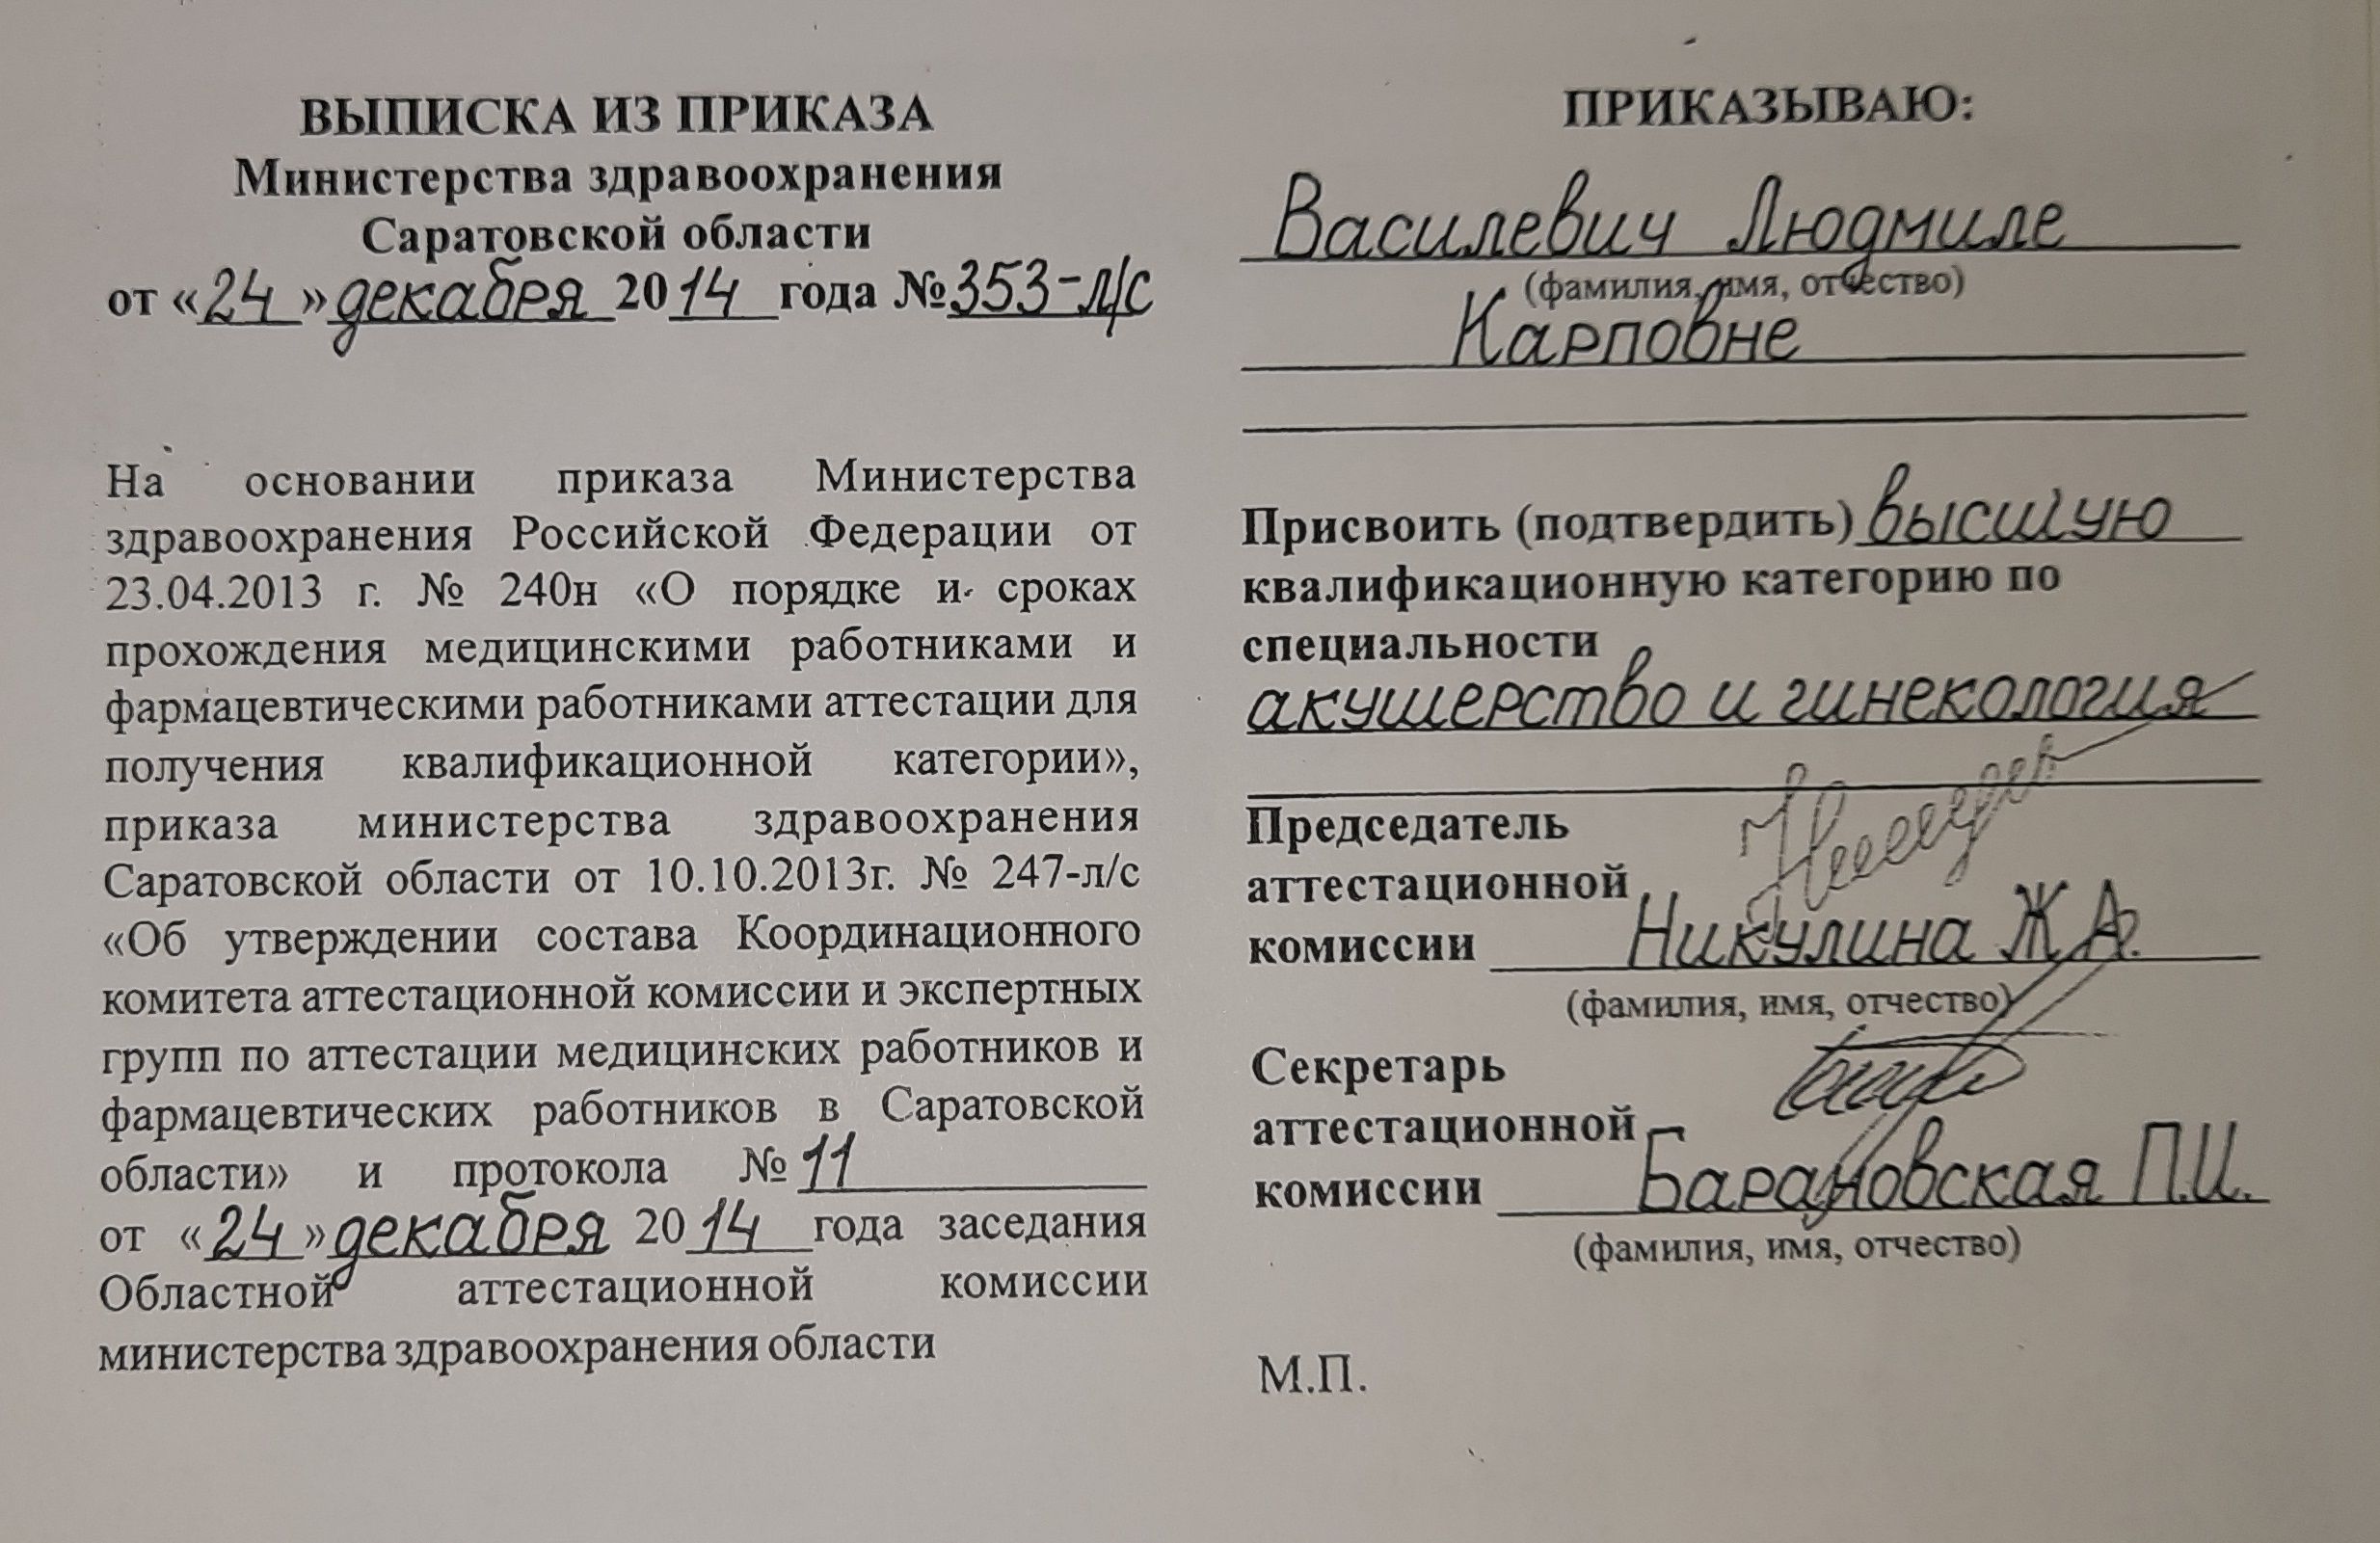 ВЫПИСКА ИЗ ПРИКАЗА
Министерства здравоохранения
Саратовской области
от «24» декабря 2014 года №353-л/с
На основании приказа Министерства
здравоохранения Российской Федерации от
23.04.2013 г. № 240н «О порядке и сроках
прохождения медицинскими работниками и
фармацевтическими работниками аттестации для
получения квалификационной категории»,
приказа министерства здравоохранения
Саратовской области от 10.10.2013г. № 247-л/с
«Об утверждении состава Координационного
комитета аттестационной комиссии и экспертных
групп по аттестации медицинских работников и
фармацевтических работников в Саратовской
области» и протокола №11
от «24» декабря 2014 года заседания
Областной аттестационной комиссии
министерства здравоохранения области
ПРИКАЗЫВАЮ:
Василевич Людмиле
(фамилия, имя, отчество)
Карповне
Присвоить (подтвердить) высшую
квалификационную категорию по
специальности
акушерство и гинекология
Председатель
аттестационной
комиссии Никулина Ж.А.
(фамилия, имя, отчество)
Секретарь
аттестационной
комиссии Барановская П.И.
(фамилия, имя, отчество)
М.П.